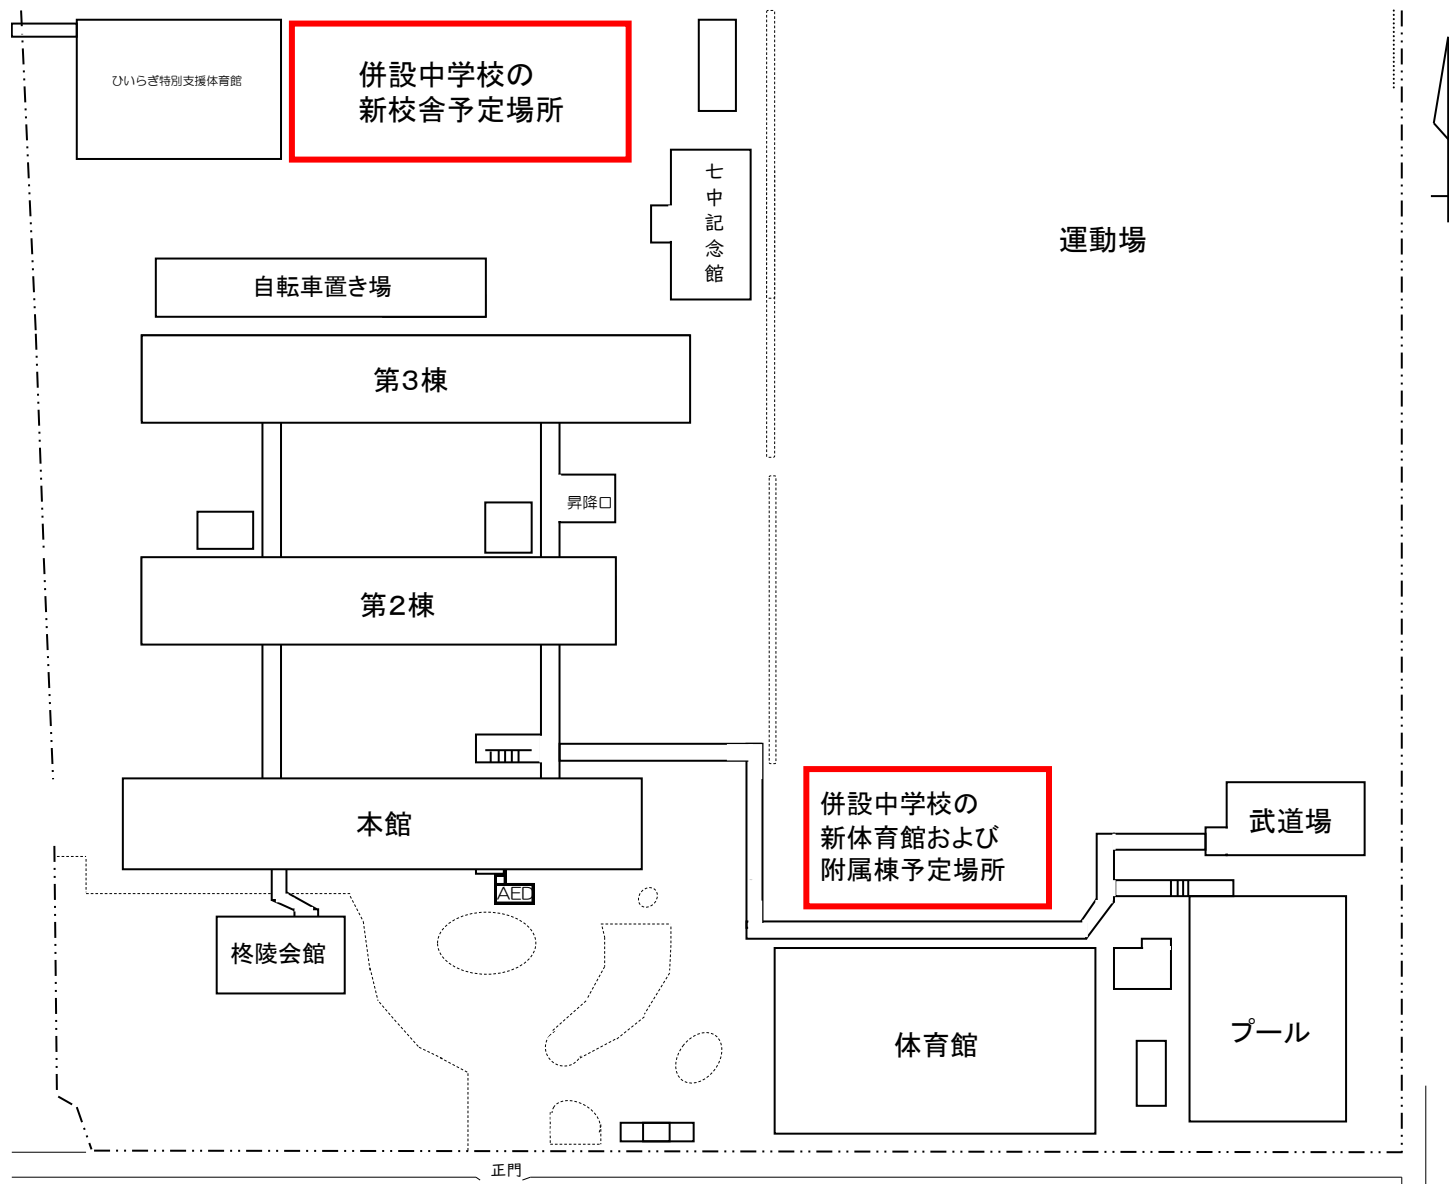 ひいらぎ特別支援体育館
併設中学校の
新校舎予定場所
七中記念館
運動場
自転車置き場
第3棟
昇降口
第2棟
併設中学校の
新体育館および
附属棟予定場所
武道場
本館
AED
柊陵会館
体育館
プール
正門